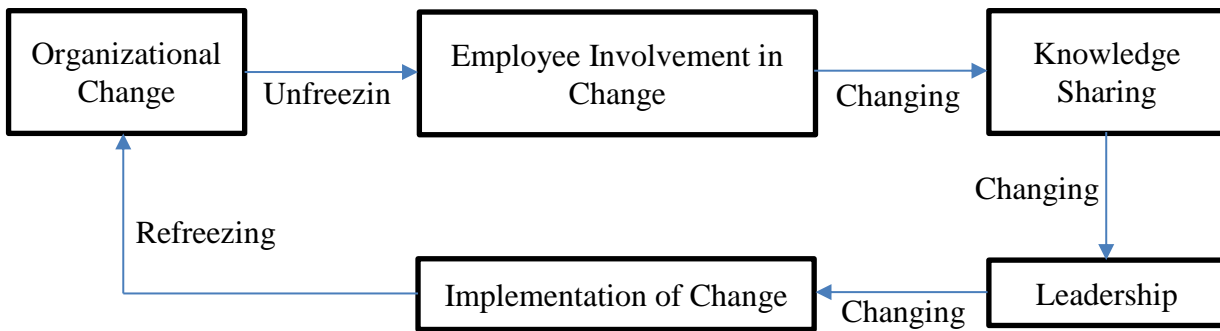 Organizational
Change
Unfreezin
Employee Involvement in
Change
Changing
Knowledge
Sharing
Changing
Leadership
Changing
Implementation of Change
Refreezing